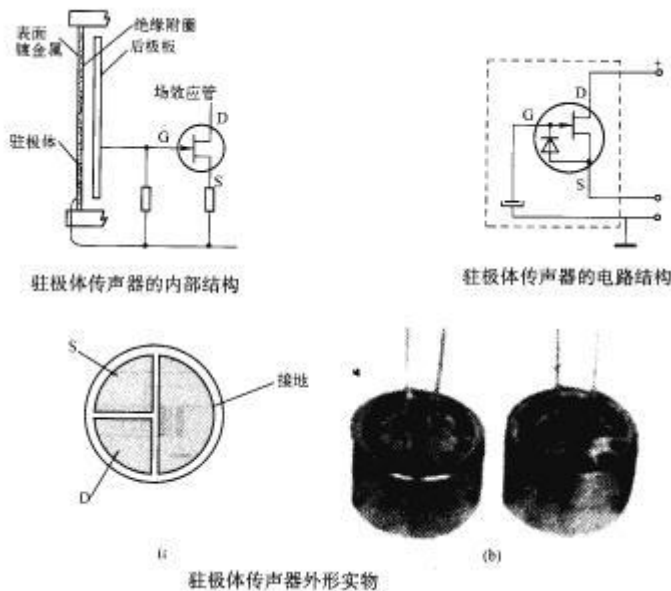 表面
镀金属
绝缘附圈
后极板
场效应管
D
G
S
驻极体
驻极体传声器的内部结构
+
D
G
S
驻极体传声器的电路结构
S
接地
D
(b)
驻极体传声器外形实物